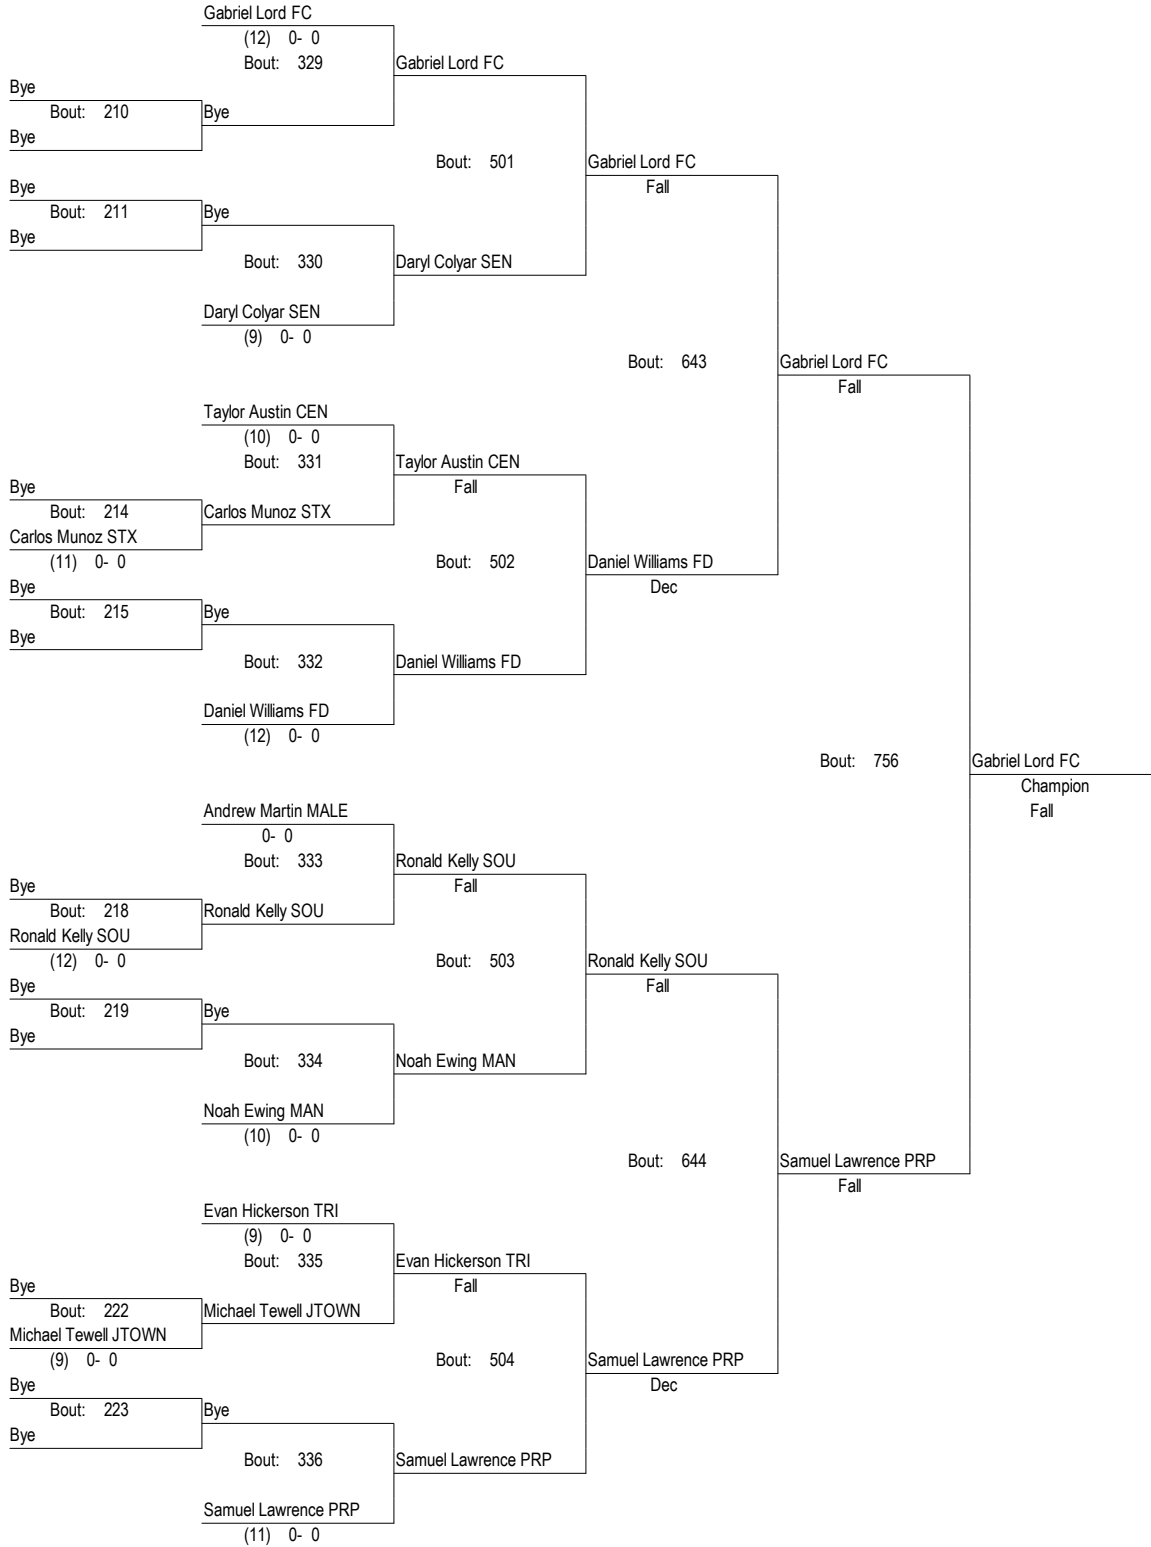 Gabriel Lord FC
(12) 0- 0
Bout: 329
Gabriel Lord FC
Bye
Bout: 210
Bye
Bye
Bout: 501
Gabriel Lord FC
Fall
Bye
Bout: 211
Bye
Bye
Bout: 330
Daryl Colyar SEN
Daryl Colyar SEN
(9) 0- 0
Bout: 643
Gabriel Lord FC
Fall
Taylor Austin CEN
(10) 0- 0
Bout: 331
Taylor Austin CEN
Fall
Bye
Bout: 214
Carlos Munoz STX
Carlos Munoz STX
(11) 0- 0
Bout: 502
Daniel Williams FD
Dec
Bye
Bout: 215
Bye
Bye
Bout: 332
Daniel Williams FD
Daniel Williams FD
(12) 0- 0
Bout: 756
Gabriel Lord FC
Champion
Fall
Andrew Martin MALE
0- 0
Bout: 333
Ronald Kelly SOU
Fall
Bye
Bout: 218
Ronald Kelly SOU
Ronald Kelly SOU
(12) 0- 0
Bout: 503
Ronald Kelly SOU
Fall
Bye
Bout: 219
Bye
Bye
Bout: 334
Noah Ewing MAN
Noah Ewing MAN
(10) 0- 0
Bout: 644
Samuel Lawrence PRP
Fall
Evan Hickerson TRI
(9) 0- 0
Bout: 335
Evan Hickerson TRI
Fall
Bye
Bout: 222
Michael Tewell JTOWN
Michael Tewell JTOWN
(9) 0- 0
Bout: 504
Samuel Lawrence PRP
Dec
Bye
Bout: 223
Bye
Bye
Bout: 336
Samuel Lawrence PRP
Samuel Lawrence PRP
(11) 0- 0